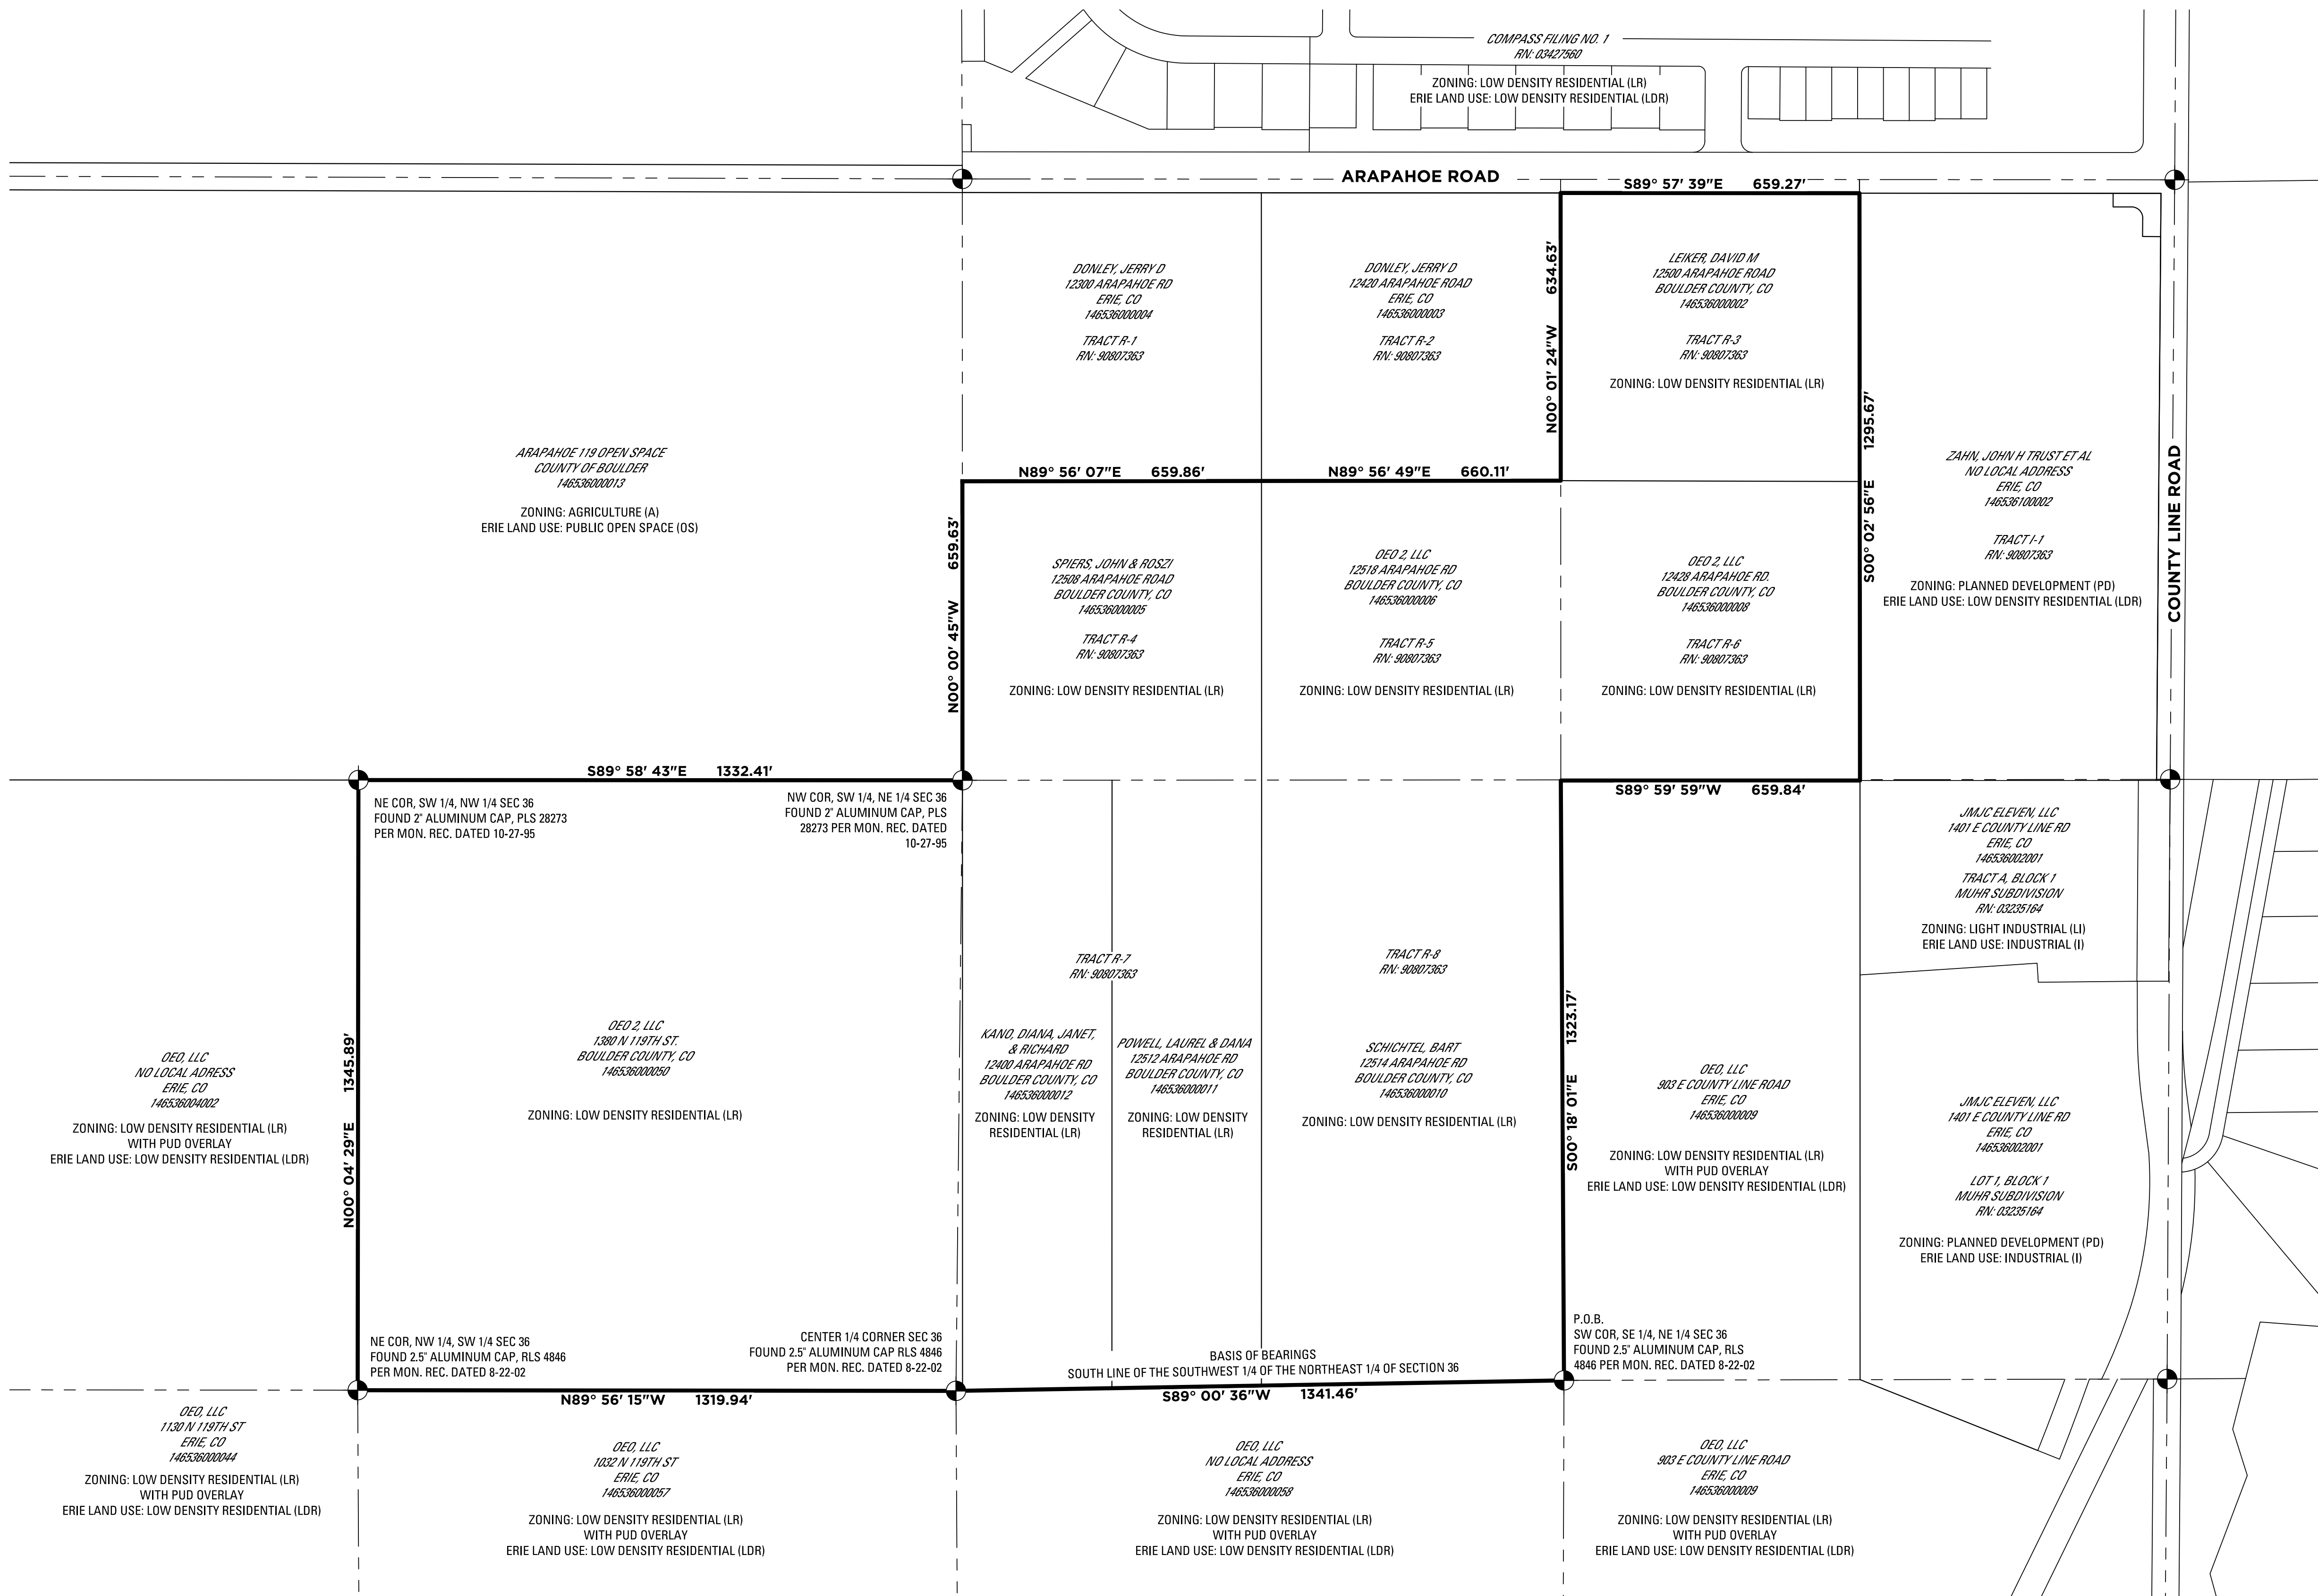 COMPASS FILING NO. 1
RN: 03427560
ZONING: LOW DENSITY RESIDENTIAL (LR)
ERIE LAND USE: LOW DENSITY RESIDENTIAL (LDR)
ARAPAHOE ROAD
S89° 57' 39"E 659.27'
DONLEY, JERRY D
12300 ARAPAHOE RD
ERIE, CO
146536000004
TRACT R-1
RN: 90807363
DONLEY, JERRY D
12420 ARAPAHOE ROAD
ERIE, CO
146536000003
TRACT R-2
RN: 90807363
N00° 01' 24"W 634.63'
LEIKER, DAVID M
12500 ARAPAHOE ROAD
BOULDER COUNTY, CO
146536000002
TRACT R-3
RN: 90807363
ZONING: LOW DENSITY RESIDENTIAL (LR)
S00° 02' 56"E 1295.67'
ZAHN, JOHN H TRUST ET AL
NO LOCAL ADDRESS
ERIE, CO
146536100002
TRACT I-1
RN: 90807363
ZONING: PLANNED DEVELOPMENT (PD)
ERIE LAND USE: LOW DENSITY RESIDENTIAL (LDR)
COUNTY LINE ROAD
ARAPAHOE 119 OPEN SPACE
COUNTY OF BOULDER
146536000013
ZONING: AGRICULTURE (A)
ERIE LAND USE: PUBLIC OPEN SPACE (OS)
N89° 56' 07"E 659.86'
N89° 56' 49"E 660.11'
N00° 00' 45"W 659.63'
SPIERS, JOHN & ROSZI
12508 ARAPAHOE ROAD
BOULDER COUNTY, CO
146536000005
TRACT R-4
RN: 90807363
ZONING: LOW DENSITY RESIDENTIAL (LR)
OEO 2, LLC
12518 ARAPAHOE RD
BOULDER COUNTY, CO
146536000006
TRACT R-5
RN: 90807363
ZONING: LOW DENSITY RESIDENTIAL (LR)
OEO 2, LLC
12428 ARAPAHOE RD.
BOULDER COUNTY, CO
146536000008
TRACT R-6
RN: 90807363
ZONING: LOW DENSITY RESIDENTIAL (LR)
S89° 58' 43"E 1332.41'
S89° 59' 59"W 659.84'
NE COR, SW 1/4, NW 1/4 SEC 36
FOUND 2" ALUMINUM CAP, PLS 28273
PER MON. REC. DATED 10-27-95
NW COR, SW 1/4, NE 1/4 SEC 36
FOUND 2" ALUMINUM CAP, PLS
28273 PER MON. REC. DATED
10-27-95
JMJC ELEVEN, LLC
1401 E COUNTY LINE RD
ERIE, CO
146536002001
TRACT A, BLOCK 1
MUHR SUBDIVISION
RN: 03235164
ZONING: LIGHT INDUSTRIAL (LI)
ERIE LAND USE: INDUSTRIAL (I)
OEO, LLC
NO LOCAL ADRESS
ERIE, CO
146536004002
ZONING: LOW DENSITY RESIDENTIAL (LR)
WITH PUD OVERLAY
ERIE LAND USE: LOW DENSITY RESIDENTIAL (LDR)
N00° 04' 29"E 1345.89'
OEO 2, LLC
1380 N 119TH ST.
BOULDER COUNTY, CO
146536000050
ZONING: LOW DENSITY RESIDENTIAL (LR)
TRACT R-7
RN: 90807363
KANO, DIANA, JANET,
& RICHARD
12400 ARAPAHOE RD
BOULDER COUNTY, CO
146536000012
ZONING: LOW DENSITY
RESIDENTIAL (LR)
POWELL, LAUREL & DANA
12512 ARAPAHOE RD
BOULDER COUNTY, CO
146536000011
ZONING: LOW DENSITY
RESIDENTIAL (LR)
TRACT R-8
RN: 90807363
SCHICHTEL, BART
12514 ARAPAHOE RD
BOULDER COUNTY, CO
146536000010
ZONING: LOW DENSITY RESIDENTIAL (LR)
S00° 18' 01"E 1323.17'
OEO, LLC
903 E COUNTY LINE ROAD
ERIE, CO
146536000009
ZONING: LOW DENSITY RESIDENTIAL (LR)
WITH PUD OVERLAY
ERIE LAND USE: LOW DENSITY RESIDENTIAL (LDR)
JMJC ELEVEN, LLC
1401 E COUNTY LINE RD
ERIE, CO
146536002001
LOT 1, BLOCK 1
MUHR SUBDIVISION
RN: 03235164
ZONING: PLANNED DEVELOPMENT (PD)
ERIE LAND USE: INDUSTRIAL (I)
NE COR, NW 1/4, SW 1/4 SEC 36
FOUND 2.5" ALUMINUM CAP, RLS 4846
PER MON. REC. DATED 8-22-02
CENTER 1/4 CORNER SEC 36
FOUND 2.5" ALUMINUM CAP RLS 4846
PER MON. REC. DATED 8-22-02
BASIS OF BEARINGS
SOUTH LINE OF THE SOUTHWEST 1/4 OF THE NORTHEAST 1/4 OF SECTION 36
P.O.B.
SW COR, SE 1/4, NE 1/4 SEC 36
FOUND 2.5" ALUMINUM CAP, RLS
4846 PER MON. REC. DATED 8-22-02
N89° 56' 15"W 1319.94'
S89° 00' 36"W 1341.46'
OEO, LLC
1130 N 119TH ST
ERIE, CO
146536000044
ZONING: LOW DENSITY RESIDENTIAL (LR)
WITH PUD OVERLAY
ERIE LAND USE: LOW DENSITY RESIDENTIAL (LDR)
OEO, LLC
1032 N 119TH ST
ERIE, CO
146536000057
ZONING: LOW DENSITY RESIDENTIAL (LR)
WITH PUD OVERLAY
ERIE LAND USE: LOW DENSITY RESIDENTIAL (LDR)
OEO, LLC
NO LOCAL ADDRESS
ERIE, CO
146536000058
ZONING: LOW DENSITY RESIDENTIAL (LR)
WITH PUD OVERLAY
ERIE LAND USE: LOW DENSITY RESIDENTIAL (LDR)
OEO, LLC
903 E COUNTY LINE ROAD
ERIE, CO
146536000009
ZONING: LOW DENSITY RESIDENTIAL (LR)
WITH PUD OVERLAY
ERIE LAND USE: LOW DENSITY RESIDENTIAL (LDR)